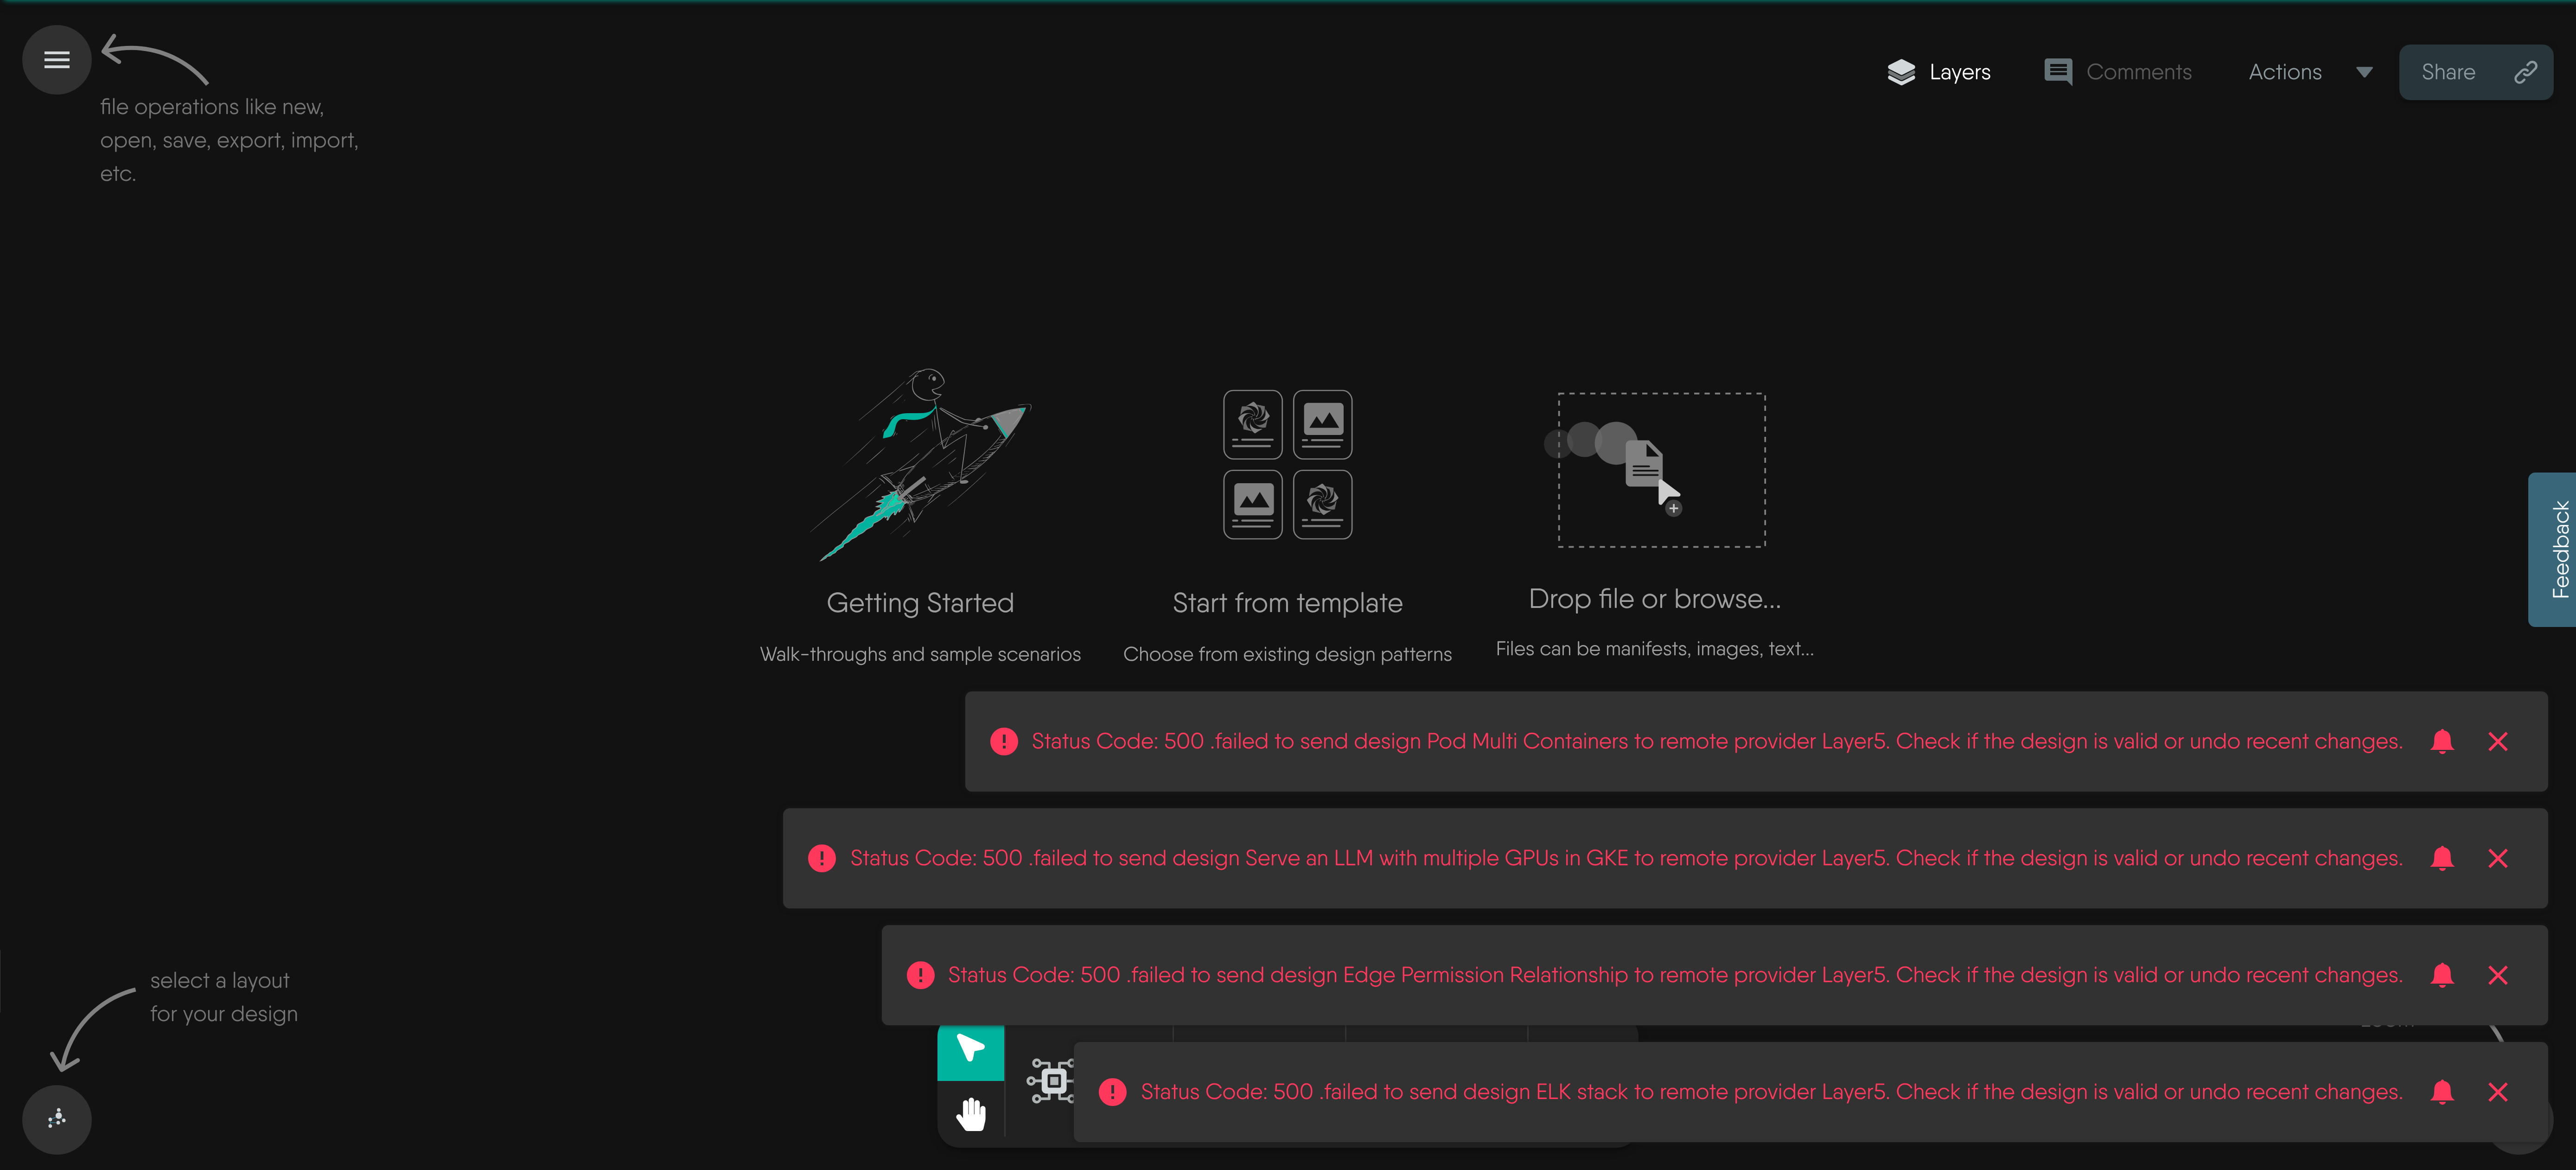 Layers
Comments
Actions
Share
file operations like new,
open, save, export, import,
etc.
Feedback
Getting Started
Start from template
Drop file or browse...
Walk-throughs and sample scenarios
Choose from existing design patterns
Files can be manifests, images, text...
Status Code: 500 .failed to send design Pod Multi Containers to remote provider Layer5. Check if the design is valid or undo recent changes.
Status Code: 500 .failed to send design Serve an LLM with multiple GPUs in GKE to remote provider Layer5. Check if the design is valid or undo recent changes.
Status Code: 500 .failed to send design Edge Permission Relationship to remote provider Layer5. Check if the design is valid or undo recent changes.
select a layout
for your design
Status Code: 500 .failed to send design ELK stack to remote provider Layer5. Check if the design is valid or undo recent changes.